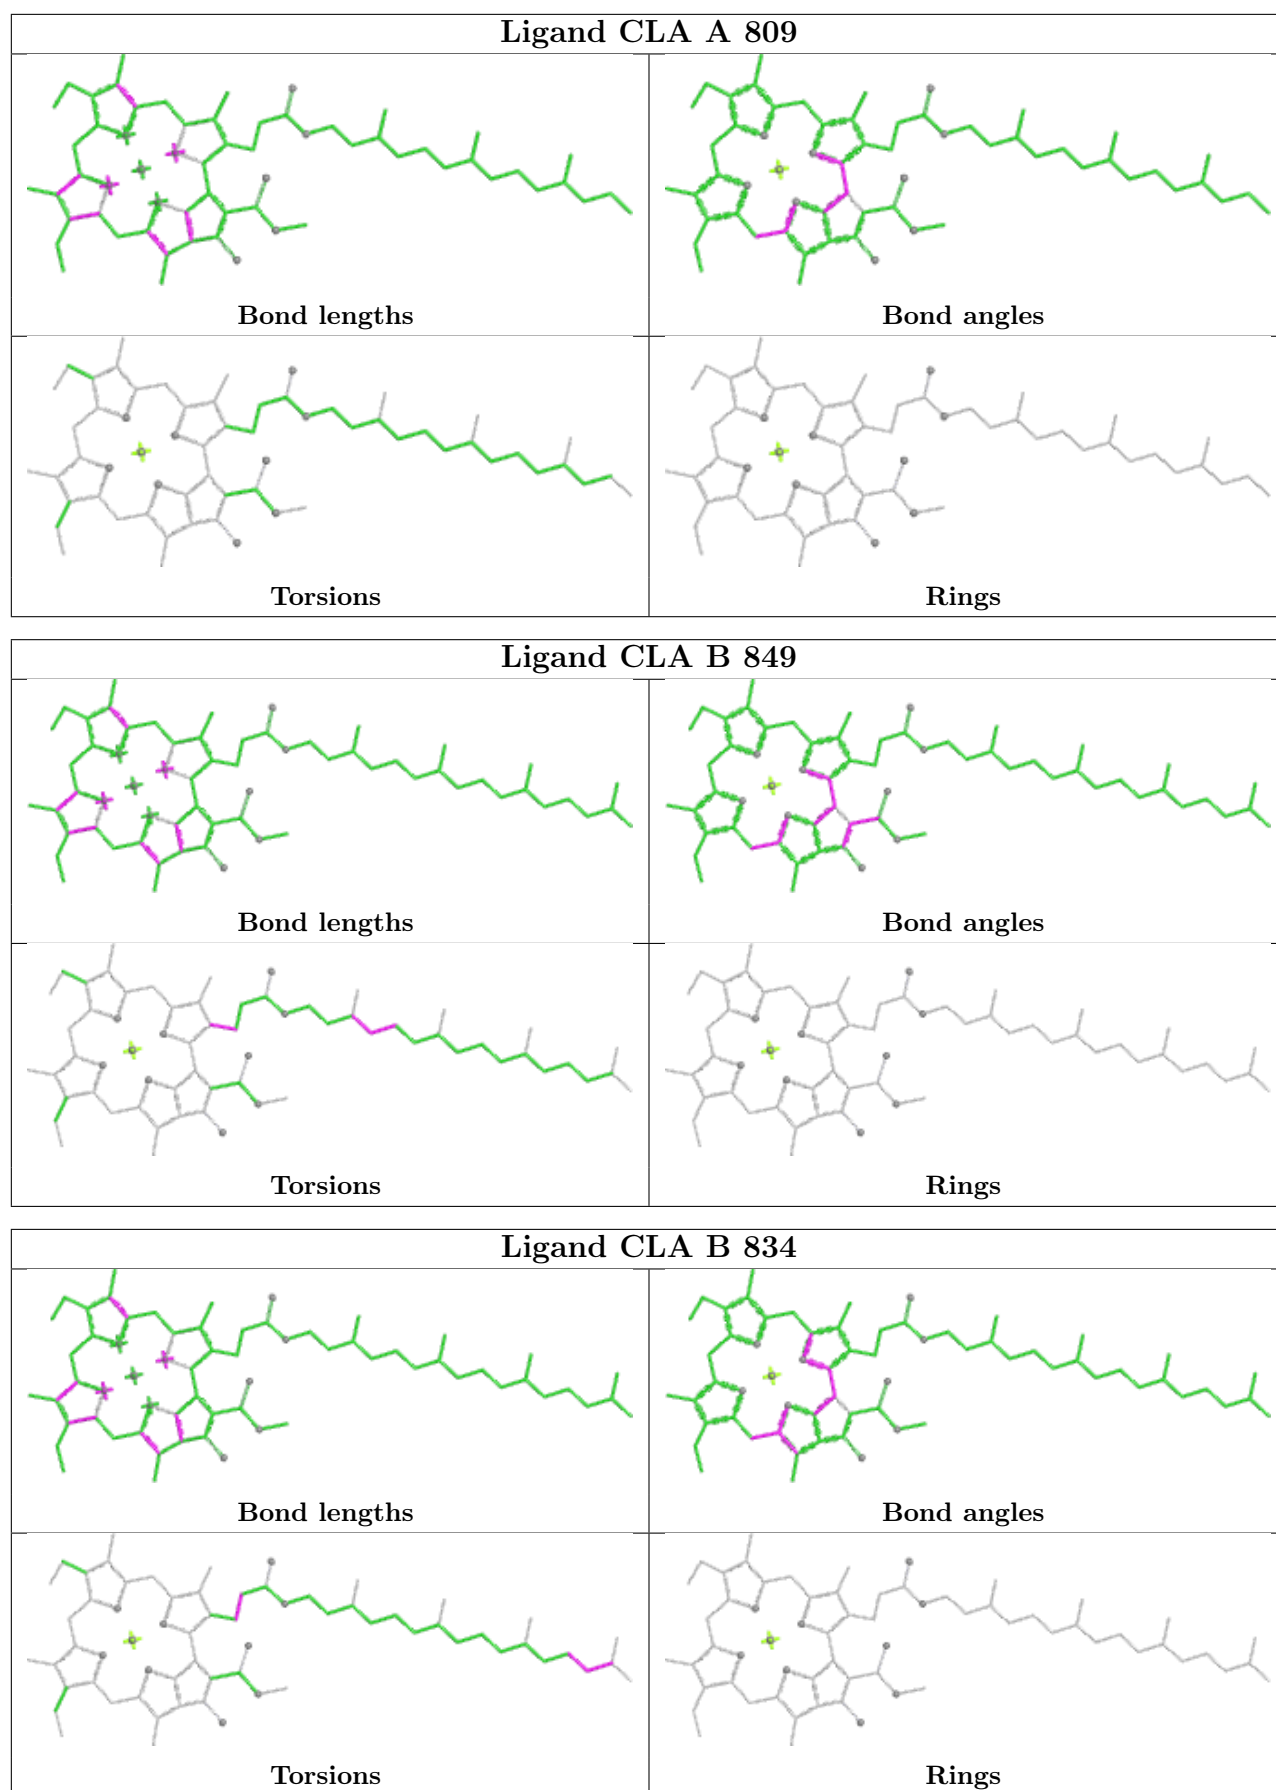 Ligand CLA A 809
Bond lengths
Bond angles
Torsions
Rings
Ligand CLA B 849
Bond lengths
Bond angles
Torsions
Rings
Ligand CLA B 834
Bond lengths
Bond angles
Torsions
Rings